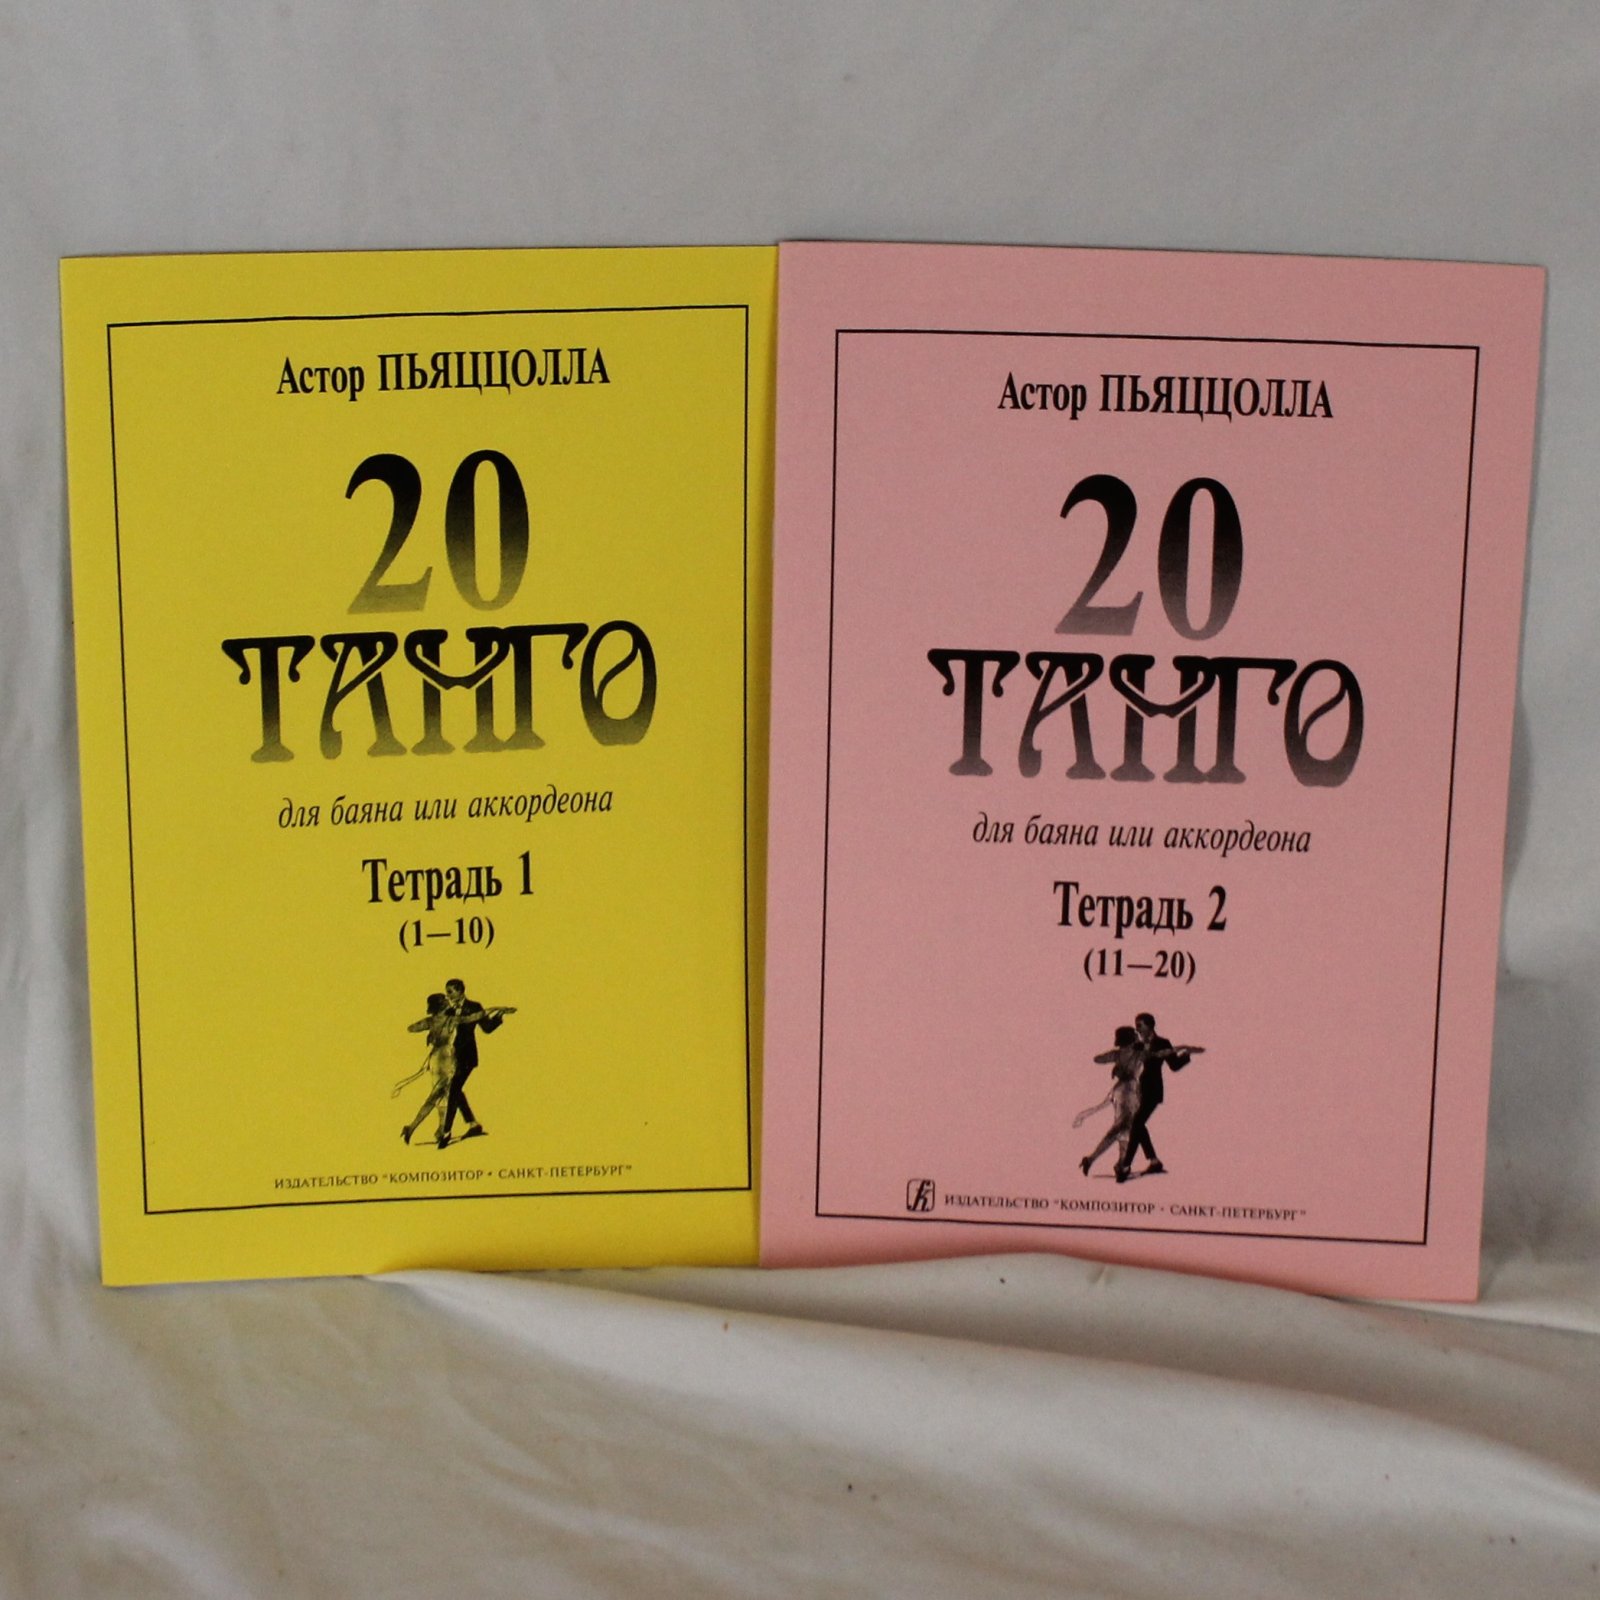 Астор ПЬЯЦЦОЛЛА
20
ТАНГО
для баяна или аккордеона
Тетрадь 1
(1—10)
ИЗДАТЕЛЬСТВО "КОМПОЗИТОР • САНКТ-ПЕТЕРБУРГ"
Астор ПЬЯЦЦОЛЛА
20
ТАНГО
для баяна или аккордеона
Тетрадь 2
(11—20)
ИЗДАТЕЛЬСТВО "КОМПОЗИТОР • САНКТ-ПЕТЕРБУРГ"